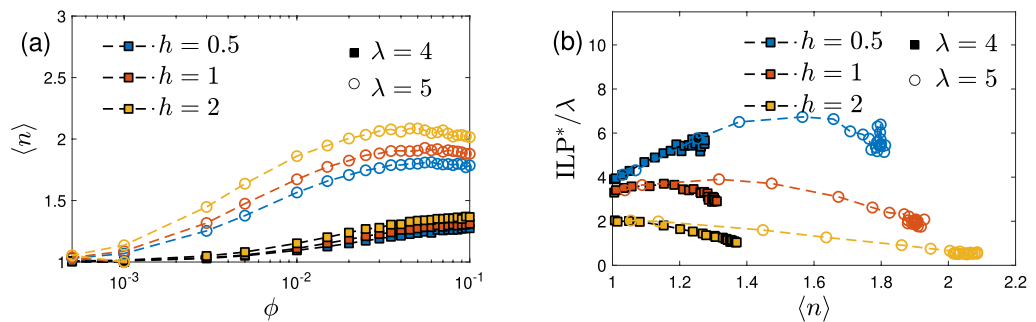 (a)
h = 0.5
h = 1
h = 2
λ = 4
λ = 5
3
2.5
2
1.5
1
⟨n⟩
10⁻³
10⁻²
10⁻¹
ϕ
(b)
h = 0.5
h = 1
h = 2
λ = 4
λ = 5
10
8
6
4
2
0
ILP*/λ
1
1.2
1.4
1.6
1.8
2
2.2
⟨n⟩